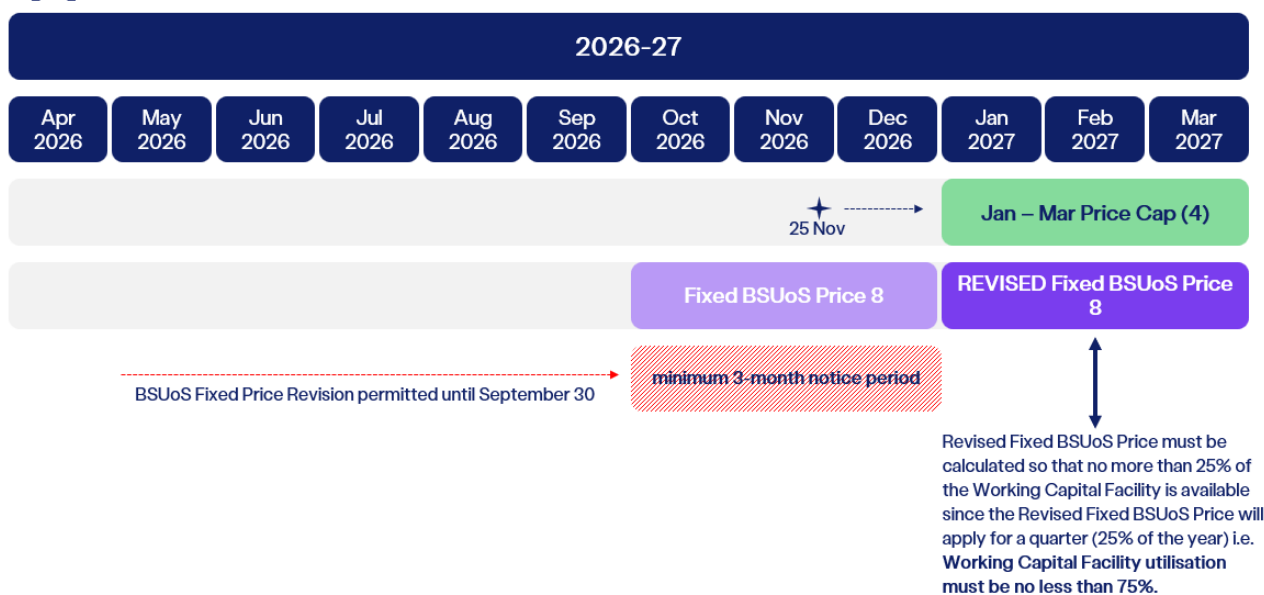 2026-27
Apr
2026
May
2026
Jun
2026
Jul
2026
Aug
2026
Sep
2026
Oct
2026
Nov
2026
Dec
2026
Jan
2027
Feb
2027
Mar
2027
25 Nov
Jan – Mar Price Cap (4)
Fixed BSUoS Price 8
REVISED Fixed BSUoS Price
8
BSUoS Fixed Price Revision permitted until September 30
minimum 3-month notice period
Revised Fixed BSUoS Price must be
calculated so that no more than 25% of
the Working Capital Facility is available
since the Revised Fixed BSUoS Price will
apply for a quarter (25% of the year) i.e.
Working Capital Facility utilisation
must be no less than 75%.